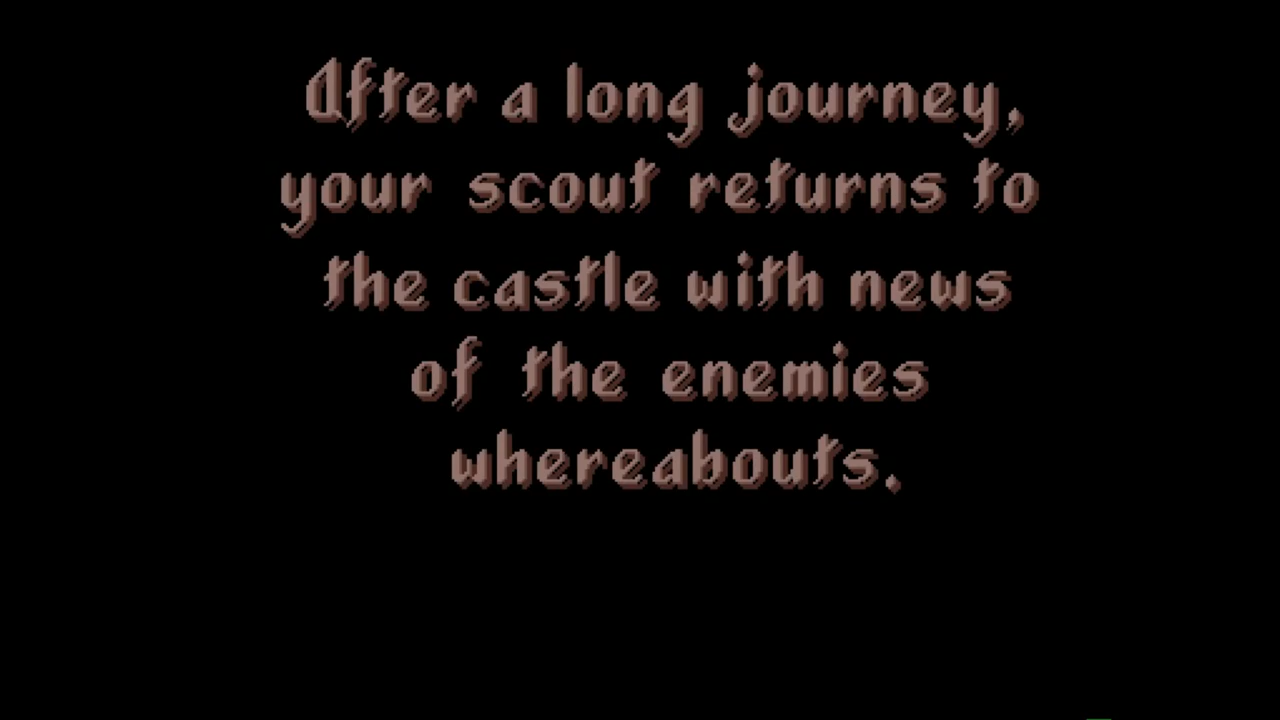 After a long journey,
your scout returns to
the castle with news
of the enemies
whereabouts.